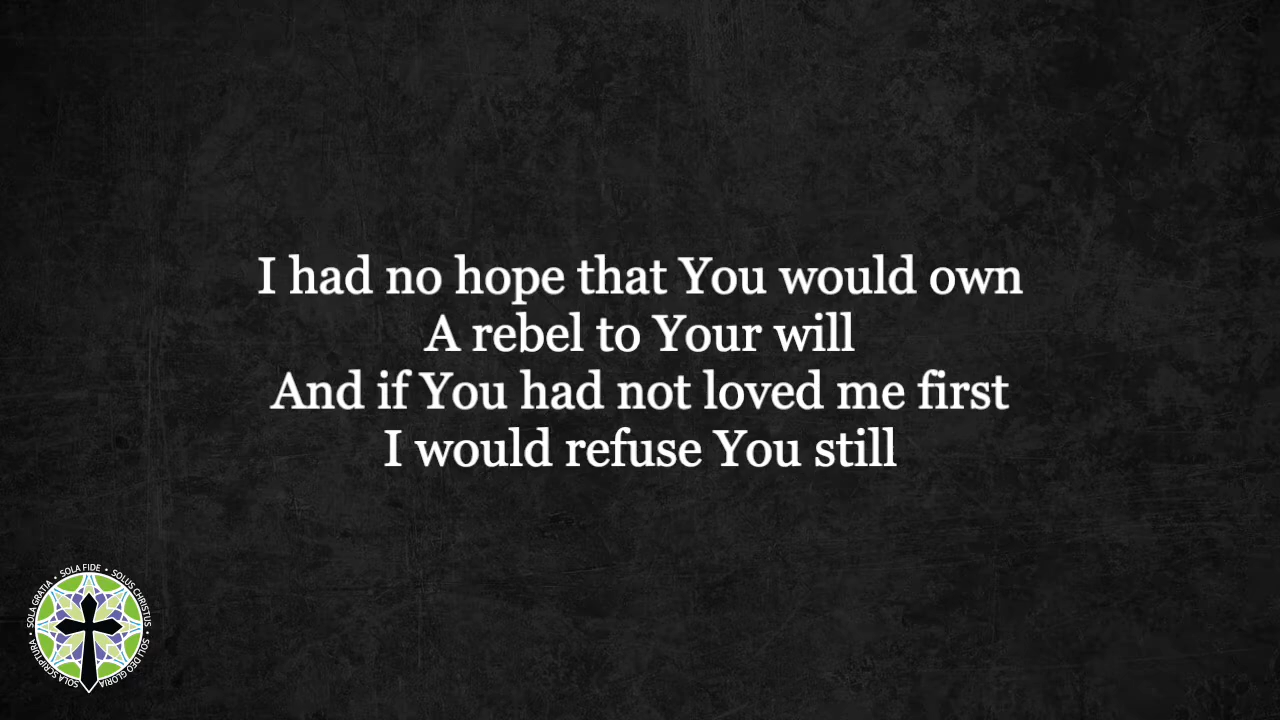 I had no hope that You would own
A rebel to Your will
And if You had not loved me first
I would refuse You still
SOLA SCRIPTURA • SOLA GRATIA • SOLA FIDE • SOLUS CHRISTUS • SOLI DEO GLORIA